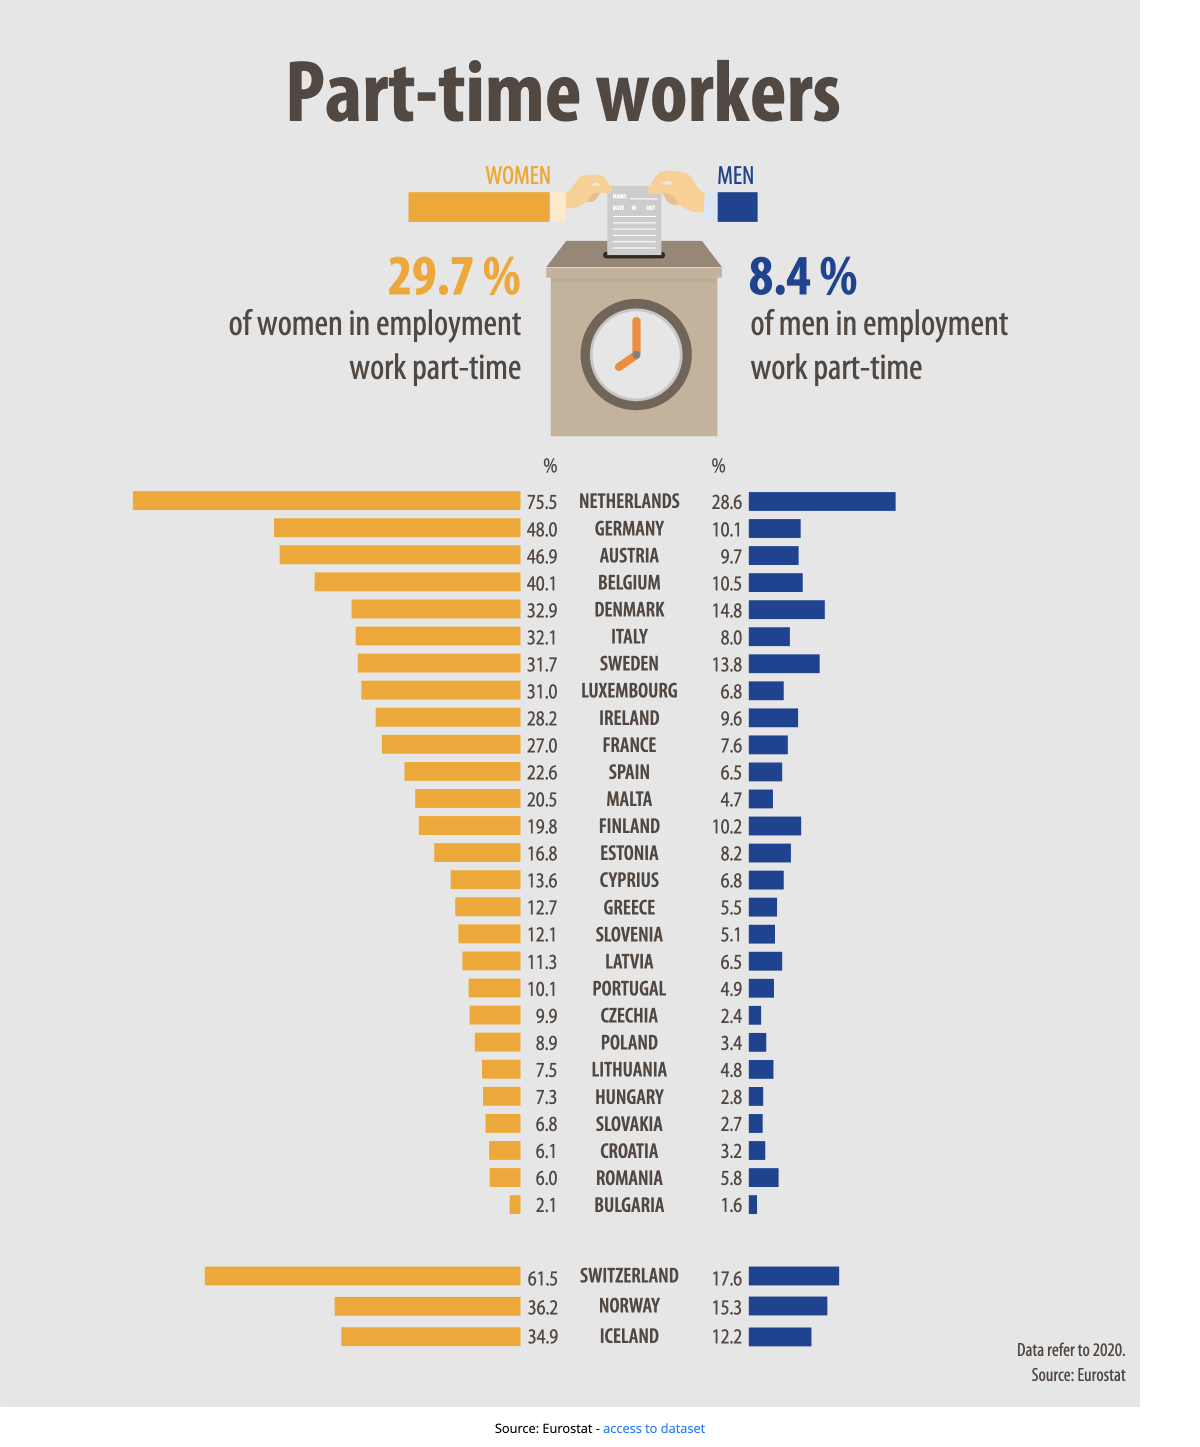 Part-time workers
WOMEN
MEN
NAME:
DATE IN OUT
29.7 %
of women in employment
work part-time
8.4 %
of men in employment
work part-time
% %
75.5 NETHERLANDS 28.6
48.0 GERMANY 10.1
46.9 AUSTRIA 9.7
40.1 BELGIUM 10.5
32.9 DENMARK 14.8
32.1 ITALY 8.0
31.7 SWEDEN 13.8
31.0 LUXEMBOURG 6.8
28.2 IRELAND 9.6
27.0 FRANCE 7.6
22.6 SPAIN 6.5
20.5 MALTA 4.7
19.8 FINLAND 10.2
16.8 ESTONIA 8.2
13.6 CYPRIUS 6.8
12.7 GREECE 5.5
12.1 SLOVENIA 5.1
11.3 LATVIA 6.5
10.1 PORTUGAL 4.9
9.9 CZECHIA 2.4
8.9 POLAND 3.4
7.5 LITHUANIA 4.8
7.3 HUNGARY 2.8
6.8 SLOVAKIA 2.7
6.1 CROATIA 3.2
6.0 ROMANIA 5.8
2.1 BULGARIA 1.6
61.5 SWITZERLAND 17.6
36.2 NORWAY 15.3
34.9 ICELAND 12.2
Data refer to 2020.
Source: Eurostat
Source: Eurostat - access to dataset